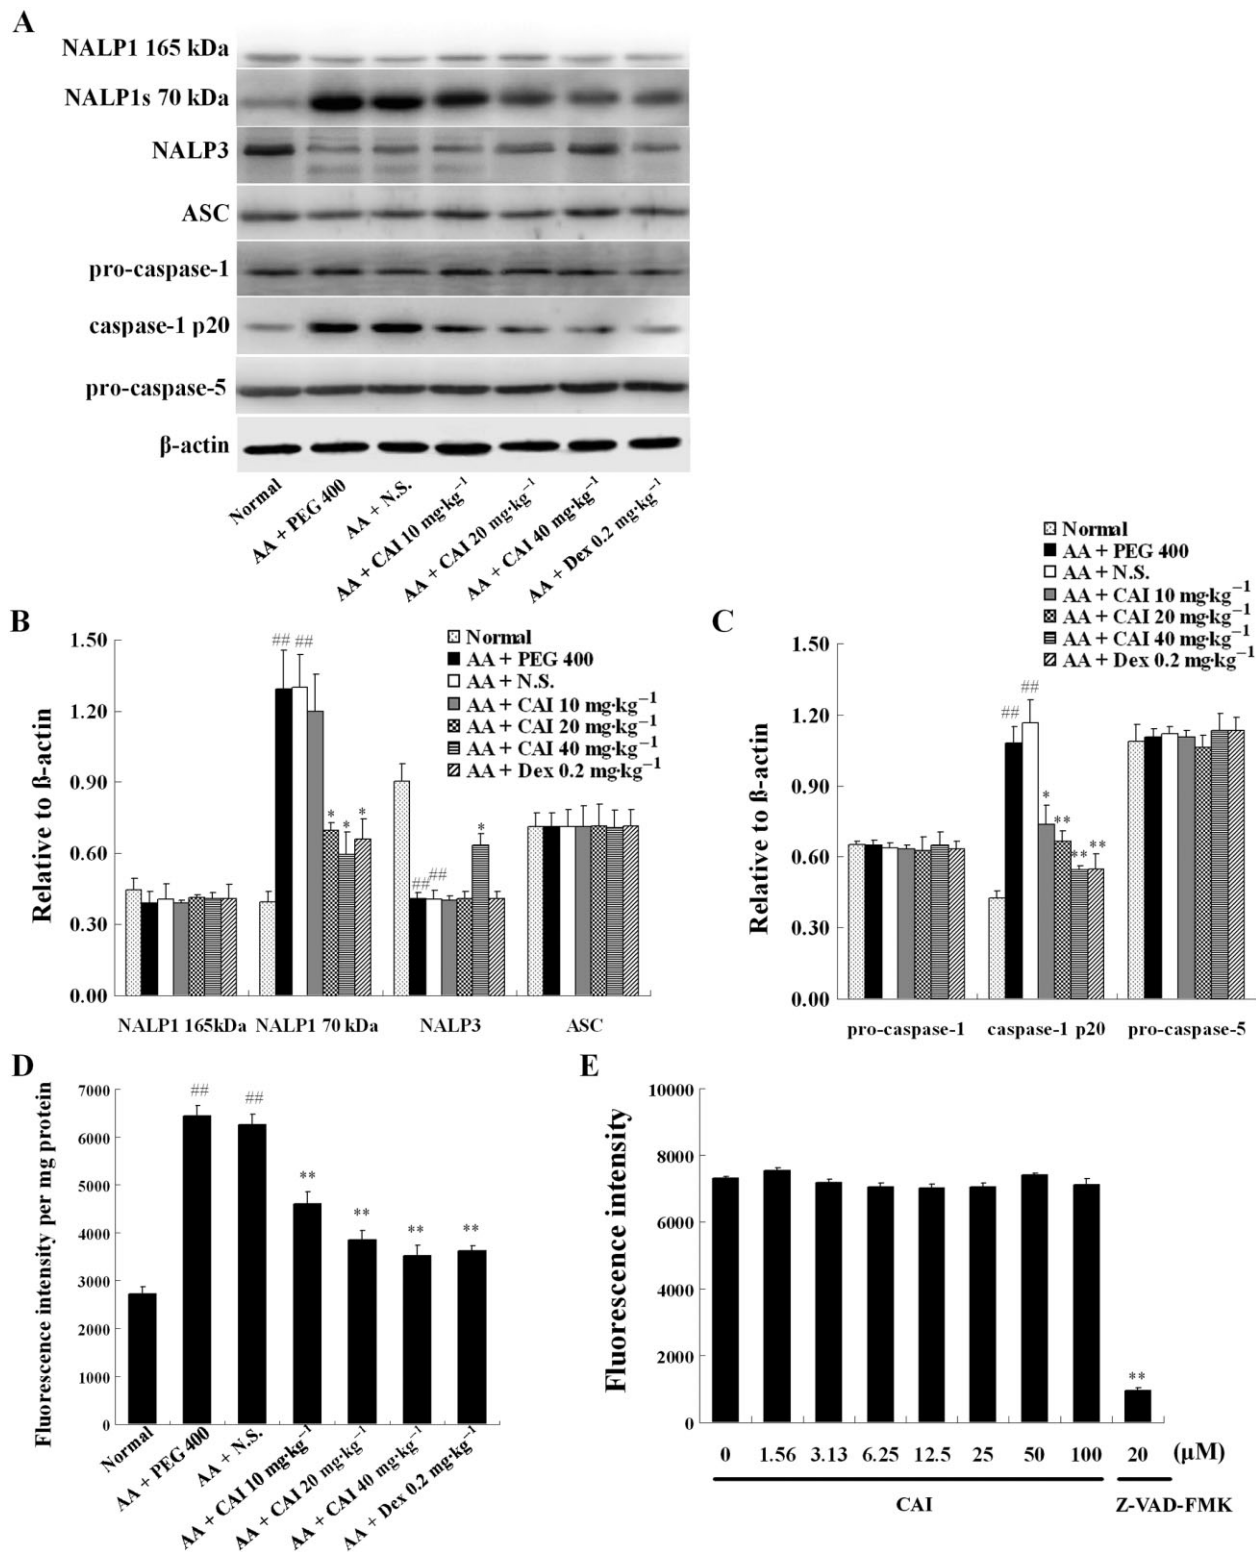 A
NALP1 165 kDa
NALP1s 70 kDa
NALP3
ASC
pro-caspase-1
caspase-1 p20
pro-caspase-5
β-actin
Normal
AA + PEG 400
AA + N.S.
AA + CAI 10 mg·kg⁻¹
AA + CAI 20 mg·kg⁻¹
AA + CAI 40 mg·kg⁻¹
AA + Dex 0.2 mg·kg⁻¹
B
Relative to ß-actin
1.50
1.20
0.90
0.60
0.30
0.00
## ##
* * *
## ##
*
Normal
AA + PEG 400
AA + N.S.
AA + CAI 10 mg·kg⁻¹
AA + CAI 20 mg·kg⁻¹
AA + CAI 40 mg·kg⁻¹
AA + Dex 0.2 mg·kg⁻¹
NALP1 165kDa NALP1 70 kDa NALP3 ASC
C
Normal
AA + PEG 400
AA + N.S.
AA + CAI 10 mg·kg⁻¹
AA + CAI 20 mg·kg⁻¹
AA + CAI 40 mg·kg⁻¹
AA + Dex 0.2 mg·kg⁻¹
Relative to ß-actin
1.50
1.20
0.90
0.60
0.30
0.00
## ##
* ** ** **
pro-caspase-1 caspase-1 p20 pro-caspase-5
D
Fluorescence intensity per mg protein
7000
6000
5000
4000
3000
2000
1000
0
## ##
** ** ** **
Normal
AA + PEG 400
AA + N.S.
AA + CAI 10 mg·kg⁻¹
AA + CAI 20 mg·kg⁻¹
AA + CAI 40 mg·kg⁻¹
AA + Dex 0.2 mg·kg⁻¹
E
Fluorescence intensity
10000
8000
6000
4000
2000
0
**
0 1.56 3.13 6.25 12.5 25 50 100 20 (µM)
CAI Z-VAD-FMK